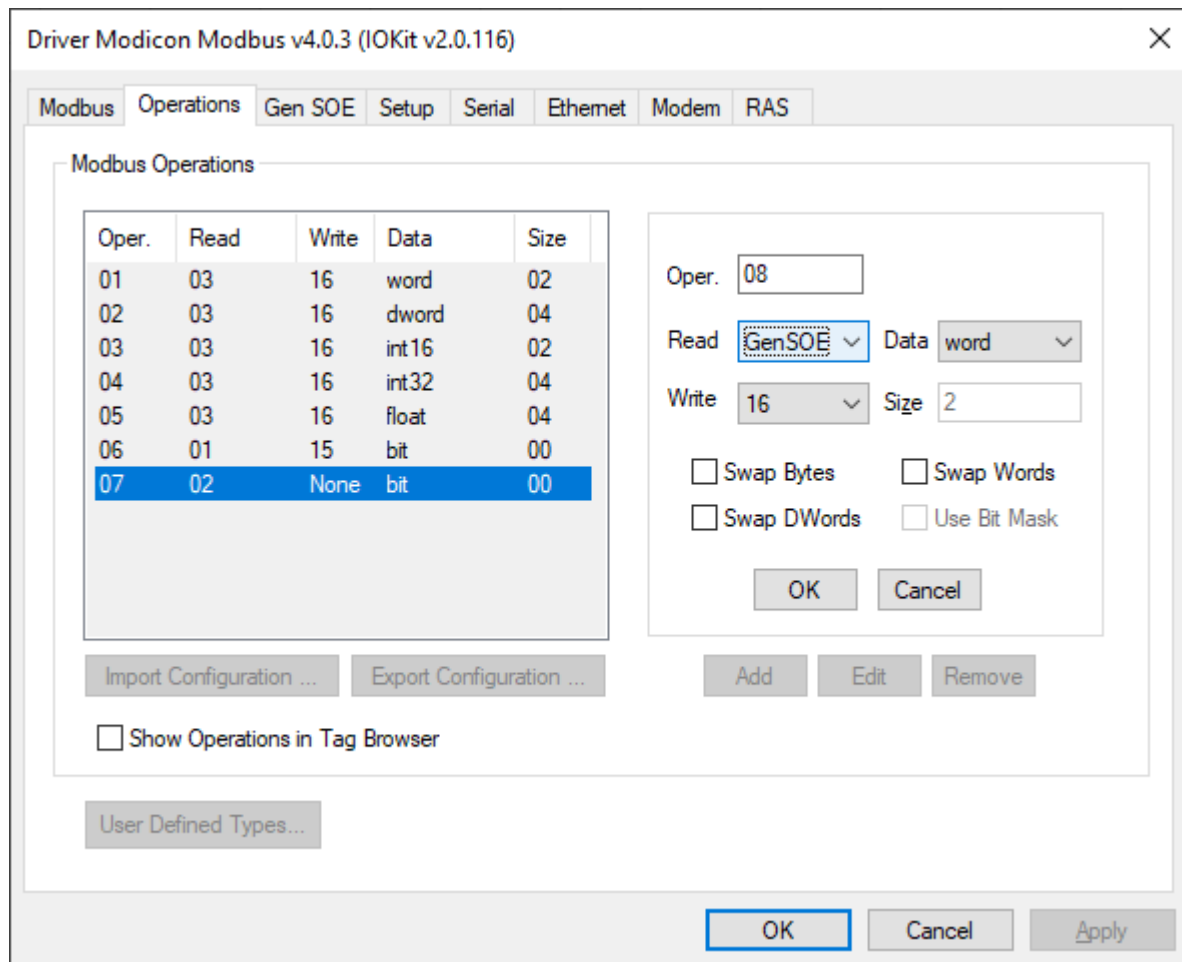 Driver Modicon Modbus v4.0.3 (IOKit v2.0.116)
Modbus Operations Gen SOE Setup Serial Ethernet Modem RAS
Modbus Operations
Oper. Read Write Data Size
01 03 16 word 02
02 03 16 dword 04
03 03 16 int16 02
04 03 16 int32 04
05 03 16 float 04
06 01 15 bit 00
07 02 None bit 00
Oper. 08
Read GenSOE Data word
Write 16 Size 2
Swap Bytes Swap Words
Swap DWords Use Bit Mask
OK Cancel
Import Configuration ... Export Configuration ... Add Edit Remove
Show Operations in Tag Browser
User Defined Types...
OK Cancel Apply